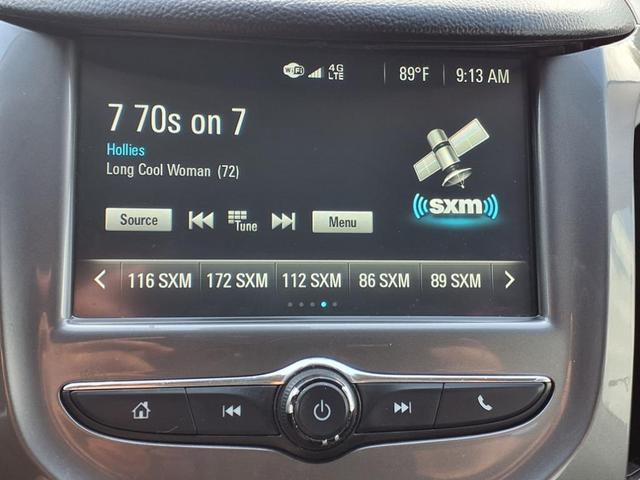 WiFi 4G LTE 89°F 9:13 AM
7 70s on 7
Hollies
Long Cool Woman (72)
((sxm))
Source Tune Menu
116 SXM 172 SXM 112 SXM 86 SXM 89 SXM